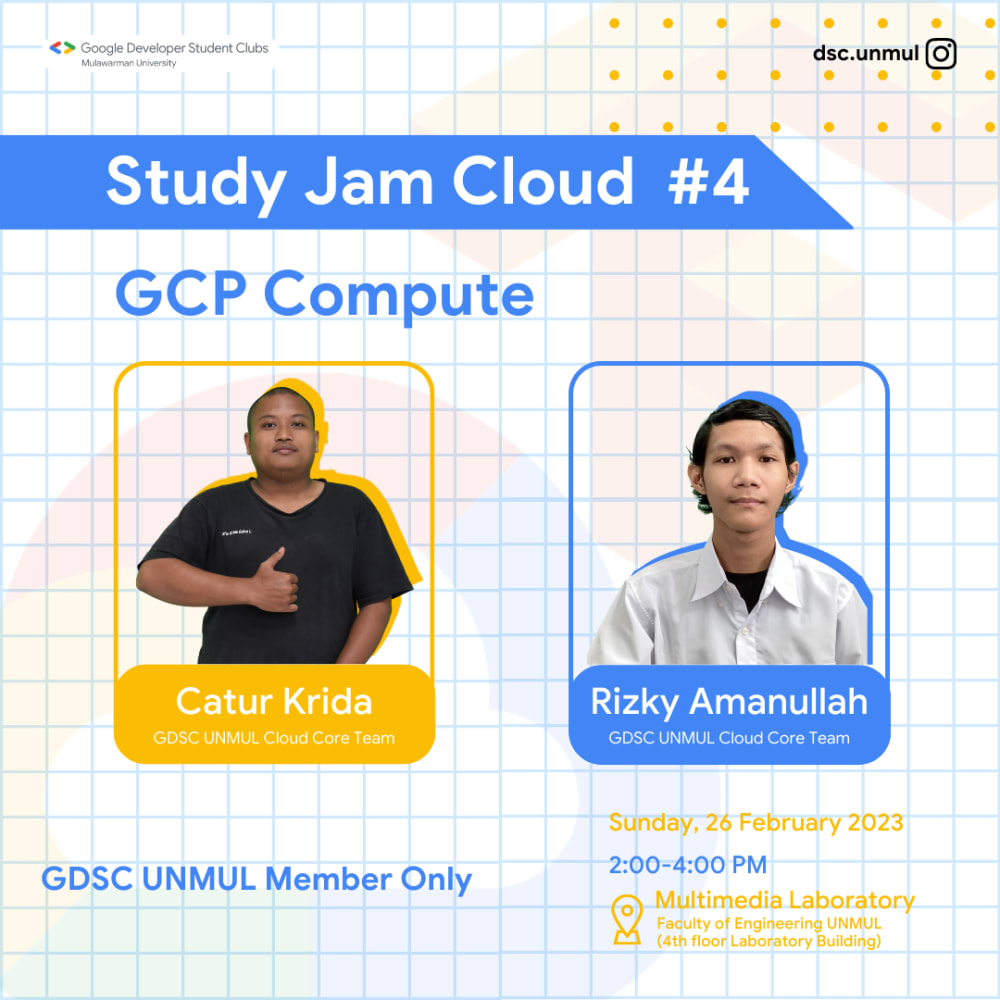 Google Developer Student Clubs
Mulawarman University
dsc.unmul
Study Jam Cloud #4
GCP Compute
Catur Krida
GDSC UNMUL Cloud Core Team
Rizky Amanullah
GDSC UNMUL Cloud Core Team
GDSC UNMUL Member Only
Sunday, 26 February 2023
2:00-4:00 PM
Multimedia Laboratory
Faculty of Engineering UNMUL
(4th floor Laboratory Building)